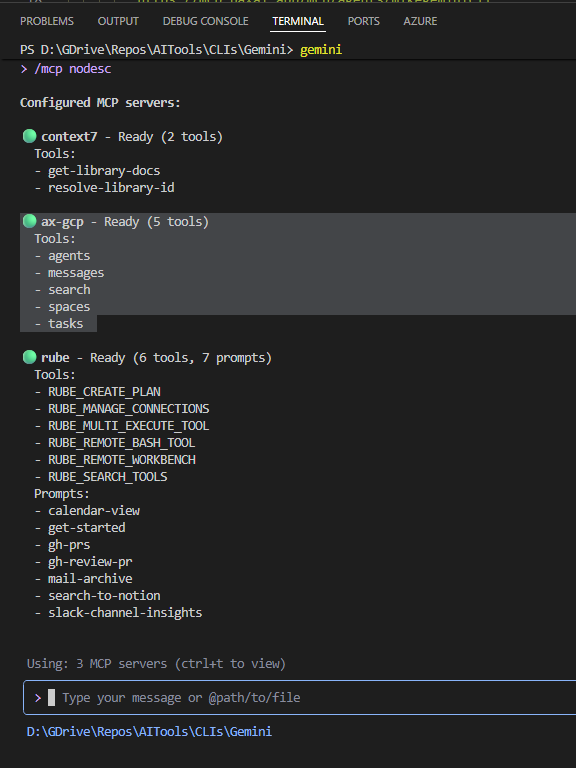 PROBLEMS OUTPUT DEBUG CONSOLE TERMINAL PORTS AZURE
PS D:\GDrive\Repos\AITools\CLIs\Gemini> gemini
> /mcp nodesc
Configured MCP servers:
context7 - Ready (2 tools)
Tools:
- get-library-docs
- resolve-library-id
ax-gcp - Ready (5 tools)
Tools:
- agents
- messages
- search
- spaces
- tasks
rube - Ready (6 tools, 7 prompts)
Tools:
- RUBE_CREATE_PLAN
- RUBE_MANAGE_CONNECTIONS
- RUBE_MULTI_EXECUTE_TOOL
- RUBE_REMOTE_BASH_TOOL
- RUBE_REMOTE_WORKBENCH
- RUBE_SEARCH_TOOLS
Prompts:
- calendar-view
- get-started
- gh-prs
- gh-review-pr
- mail-archive
- search-to-notion
- slack-channel-insights
Using: 3 MCP servers (ctrl+t to view)
> Type your message or @path/to/file
D:\GDrive\Repos\AITools\CLIs\Gemini